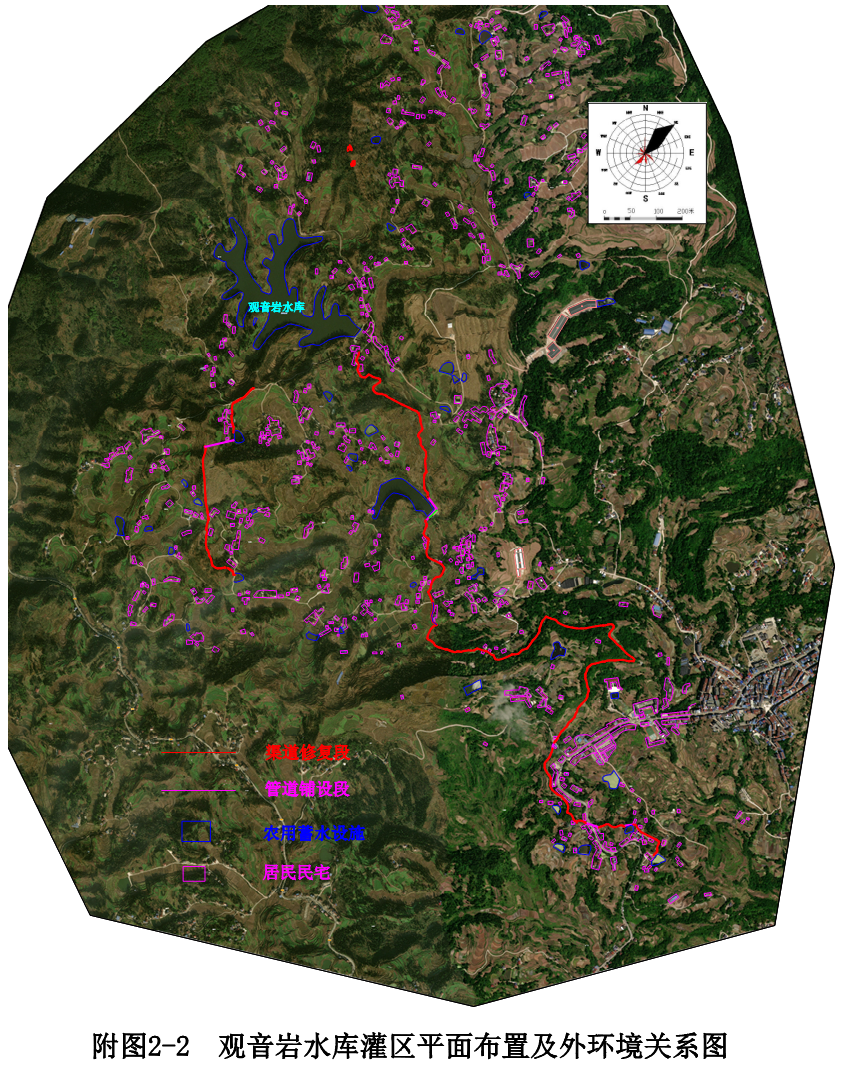 N
W
E
S
0 50 100 200米
观音岩水库
渠道修复段
管道铺设段
农用蓄水设施
居民民宅
附图2-2 观音岩水库灌区平面布置及外环境关系图